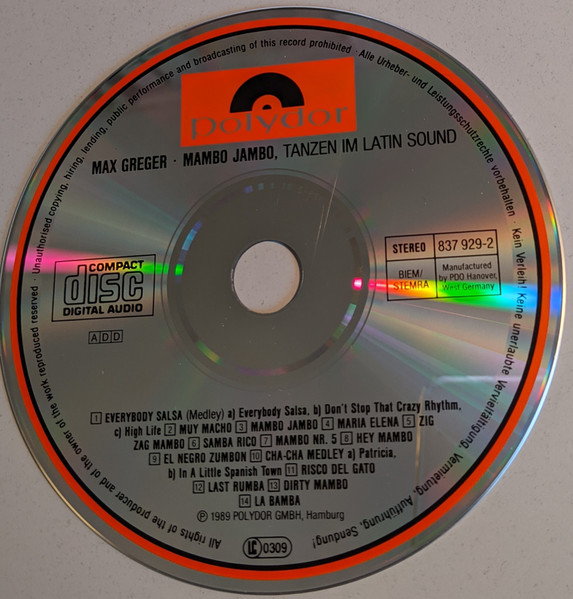 Unauthorised copying, hiring, lending, public performance and broadcasting of this record prohibited · Alle Urheber- und Leistungsschutzrechte vorbehalten · Kein Verleih! Keine unerlaubte Vervielfältigung, Vermietung, Aufführung, Sendung!
All rights of the producer and of the owner of the work reproduced reserved ·
Polydor
MAX GREGER · MAMBO JAMBO, TANZEN IM LATIN SOUND
COMPACT
disc
DIGITAL AUDIO
ADD
STEREO 837 929-2
BIEM/
STEMRA
Manufactured
by PDO Hanover,
West Germany
1 EVERYBODY SALSA (Medley) a) Everybody Salsa, b) Don't Stop That Crazy Rhythm,
c) High Life 2 MUY MACHO 3 MAMBO JAMBO 4 MARIA ELENA 5 ZIG
ZAG MAMBO 6 SAMBA RICO 7 MAMBO NR. 5 8 HEY MAMBO
9 EL NEGRO ZUMBON 10 CHA-CHA MEDLEY a) Patricia,
b) In A Little Spanish Town 11 RISCO DEL GATO
12 LAST RUMBA 13 DIRTY MAMBO
14 LA BAMBA
℗ 1989 POLYDOR GMBH, Hamburg
LC 0309